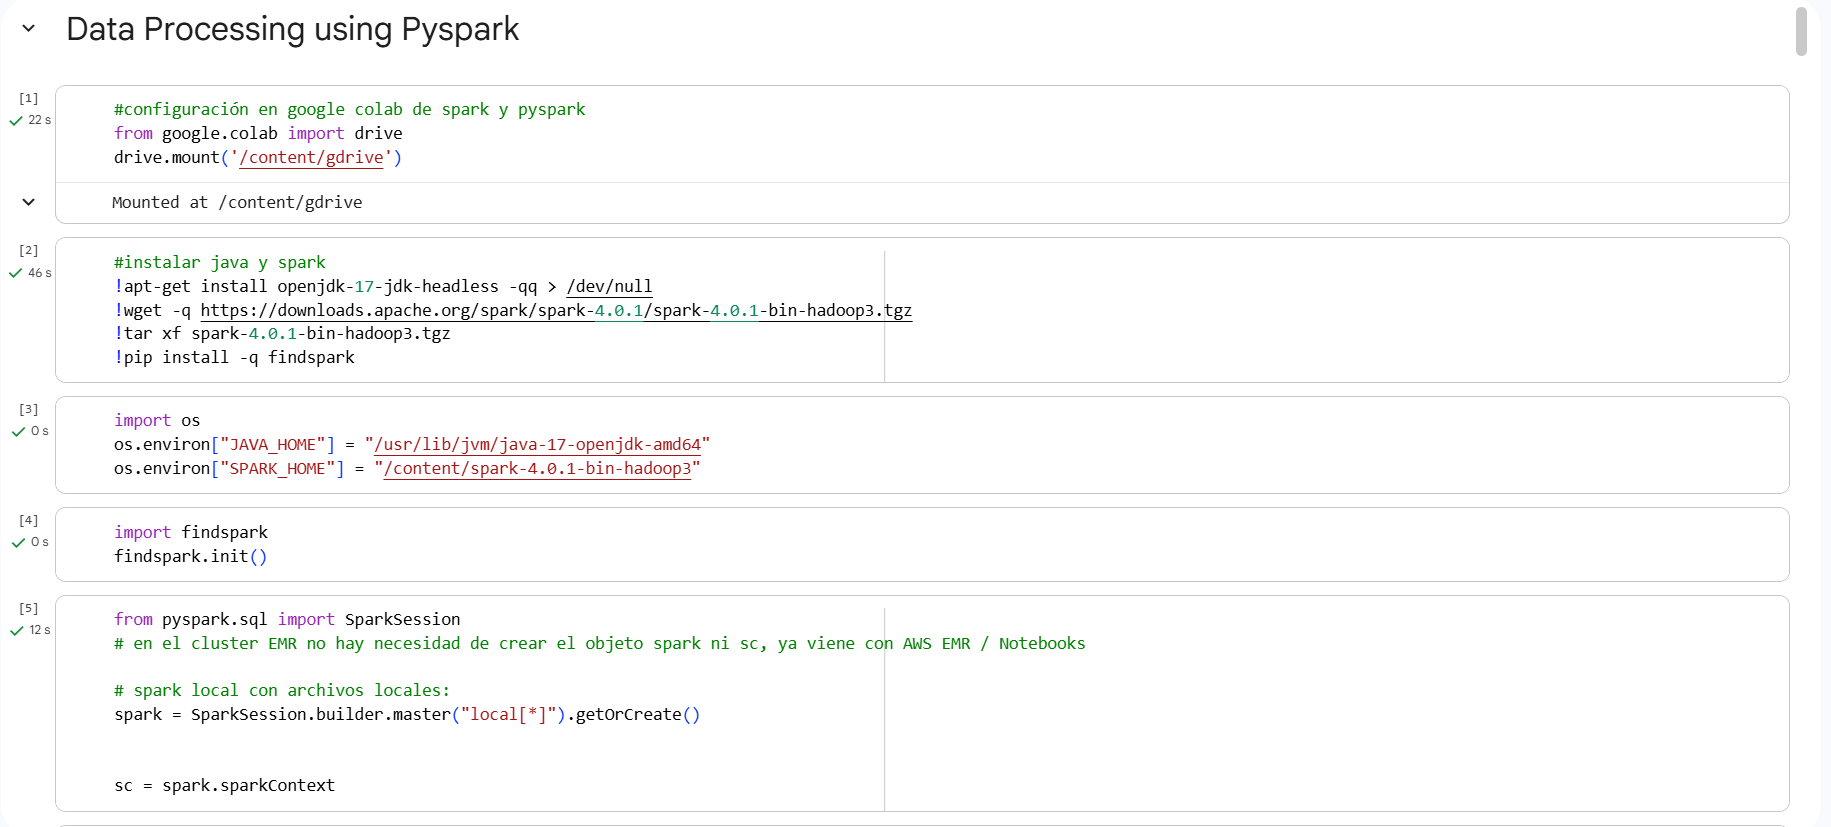 Data Processing using Pyspark
[1]
22 s
#configuración en google colab de spark y pyspark
from google.colab import drive
drive.mount('/content/gdrive')
Mounted at /content/gdrive
[2]
46 s
#instalar java y spark
!apt-get install openjdk-17-jdk-headless -qq > /dev/null
!wget -q https://downloads.apache.org/spark/spark-4.0.1/spark-4.0.1-bin-hadoop3.tgz
!tar xf spark-4.0.1-bin-hadoop3.tgz
!pip install -q findspark
[3]
0 s
import os
os.environ["JAVA_HOME"] = "/usr/lib/jvm/java-17-openjdk-amd64"
os.environ["SPARK_HOME"] = "/content/spark-4.0.1-bin-hadoop3"
[4]
0 s
import findspark
findspark.init()
[5]
12 s
from pyspark.sql import SparkSession
# en el cluster EMR no hay necesidad de crear el objeto spark ni sc, ya viene con AWS EMR / Notebooks
# spark local con archivos locales:
spark = SparkSession.builder.master("local[*]").getOrCreate()
sc = spark.sparkContext